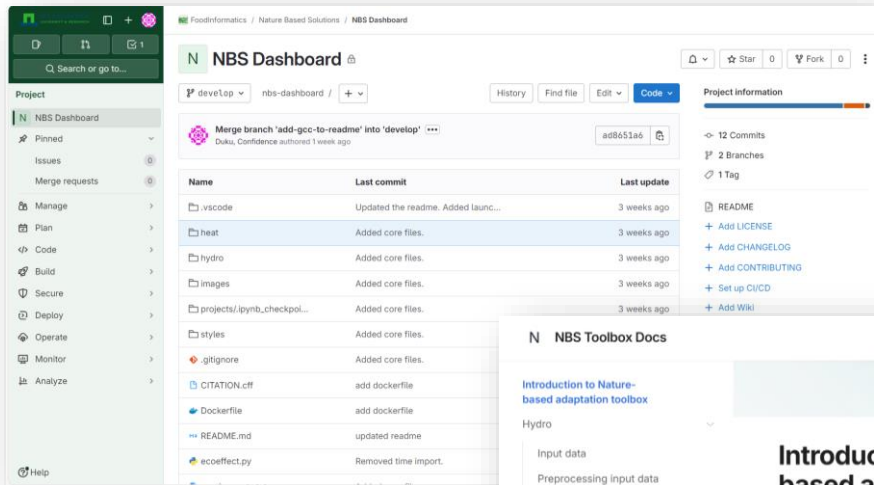 FoodInformatics / Nature Based Solutions / NBS Dashboard
1
Search or go to...
Project
N NBS Dashboard
Pinned
Issues 0
Merge requests 0
Manage
Plan
Code
Build
Secure
Deploy
Operate
Monitor
Analyze
Help
N NBS Dashboard
Star 0
Fork 0
develop
nbs-dashboard /
History
Find file
Edit
Code
Merge branch 'add-gcc-to-readme' into 'develop'
Duku, Confidence authored 1 week ago
ad8651a6
Name Last commit Last update
.vscode Updated the readme. Added launc... 3 weeks ago
heat Added core files. 3 weeks ago
hydro Added core files. 3 weeks ago
images Added core files. 3 weeks ago
projects/.ipynb_checkpoi... Added core files. 3 weeks ago
styles Added core files.
.gitignore Added core files.
CITATION.cff add dockerfile
Dockerfile add dockerfile
README.md updated readme
ecoeffect.py Removed time import.
Project information
12 Commits
2 Branches
1 Tag
README
+ Add LICENSE
+ Add CHANGELOG
+ Add CONTRIBUTING
+ Set up CI/CD
+ Add Wiki
N NBS Toolbox Docs
Introduction to Nature-
based adaptation toolbox
Hydro
Input data
Preprocessing input data
Introduc
based a